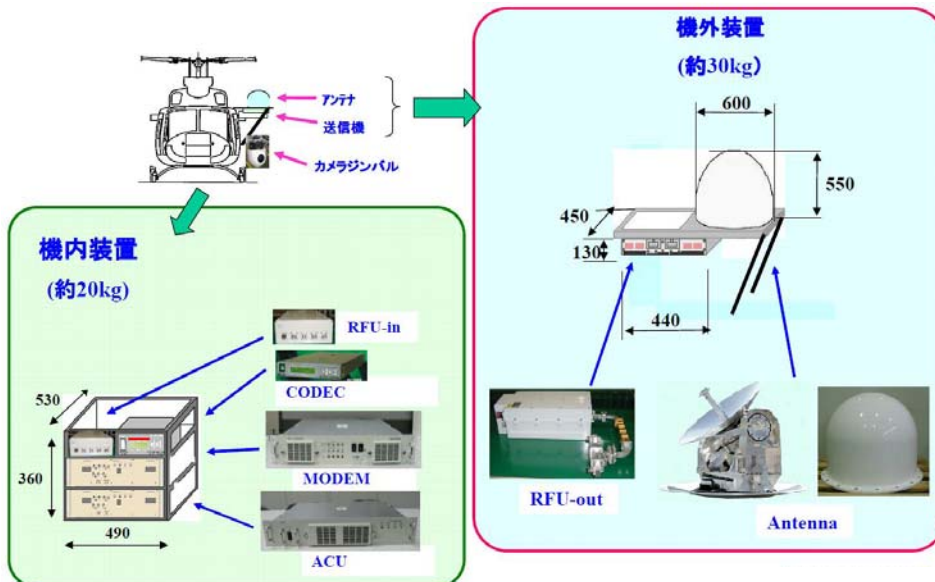 アンテナ
送信機
カメラジンバル
機外装置
(約30kg)
600
550
450
130
440
RFU-out
Antenna
機内装置
(約20kg)
RFU-in
CODEC
MODEM
ACU
530
360
490